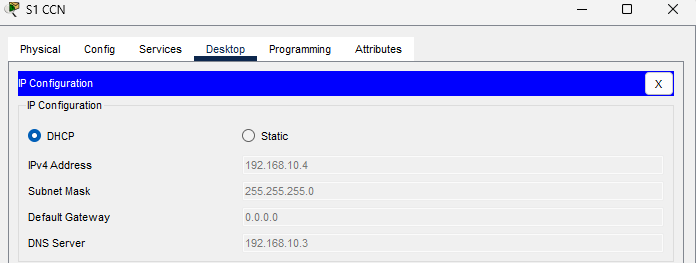 S1 CCN
Physical Config Services Desktop Programming Attributes
IP Configuration X
IP Configuration
DHCP Static
IPv4 Address 192.168.10.4
Subnet Mask 255.255.255.0
Default Gateway 0.0.0.0
DNS Server 192.168.10.3